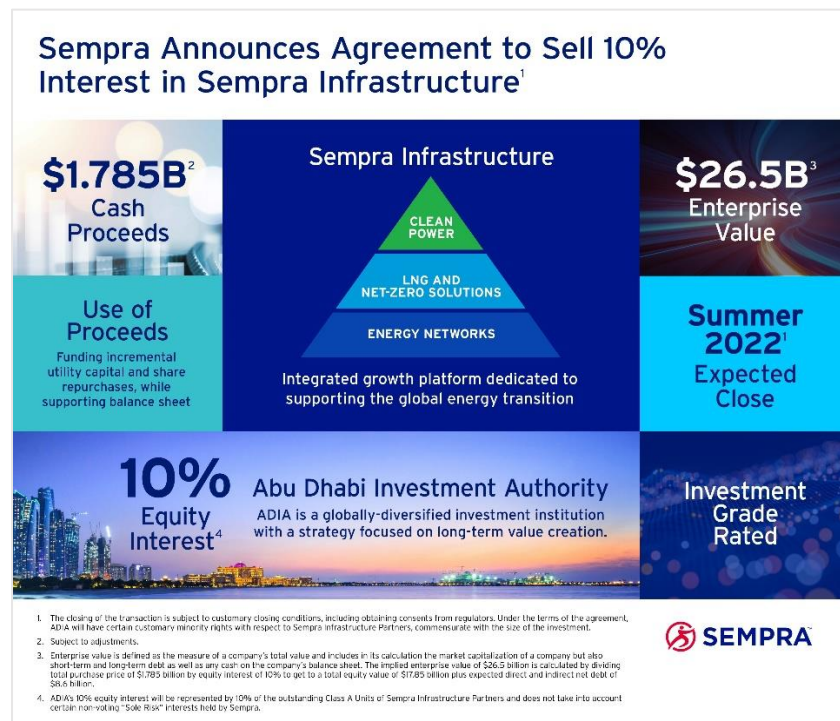 Sempra Announces Agreement to Sell 10%
Interest in Sempra Infrastructure¹
$1.785B²
Cash
Proceeds
Sempra Infrastructure
CLEAN
POWER
LNG AND
NET-ZERO SOLUTIONS
ENERGY NETWORKS
Integrated growth platform dedicated to
supporting the global energy transition
$26.5B³
Enterprise
Value
Use of
Proceeds
Funding incremental
utility capital and share
repurchases, while
supporting balance sheet
Summer
2022¹
Expected
Close
10%
Equity
Interest⁴
Abu Dhabi Investment Authority
ADIA is a globally-diversified investment institution
with a strategy focused on long-term value creation.
Investment
Grade
Rated
1. The closing of the transaction is subject to customary closing conditions, including obtaining consents from regulators. Under the terms of the agreement,
ADIA will have certain customary minority rights with respect to Sempra Infrastructure Partners, commensurate with the size of the investment.
2. Subject to adjustments.
3. Enterprise value is defined as the measure of a company's total value and includes in its calculation the market capitalization of a company but also
short-term and long-term debt as well as any cash on the company's balance sheet. The implied enterprise value of $26.5 billion is calculated by dividing
total purchase price of $1.785 billion by equity interest of 10% to get to a total equity value of $17.85 billion plus expected direct and indirect net debt of
$8.6 billion.
4. ADIA's 10% equity interest will be represented by 10% of the outstanding Class A Units of Sempra Infrastructure Partners and does not take into account
certain non-voting "Sole Risk" interests held by Sempra.
SEMPRA